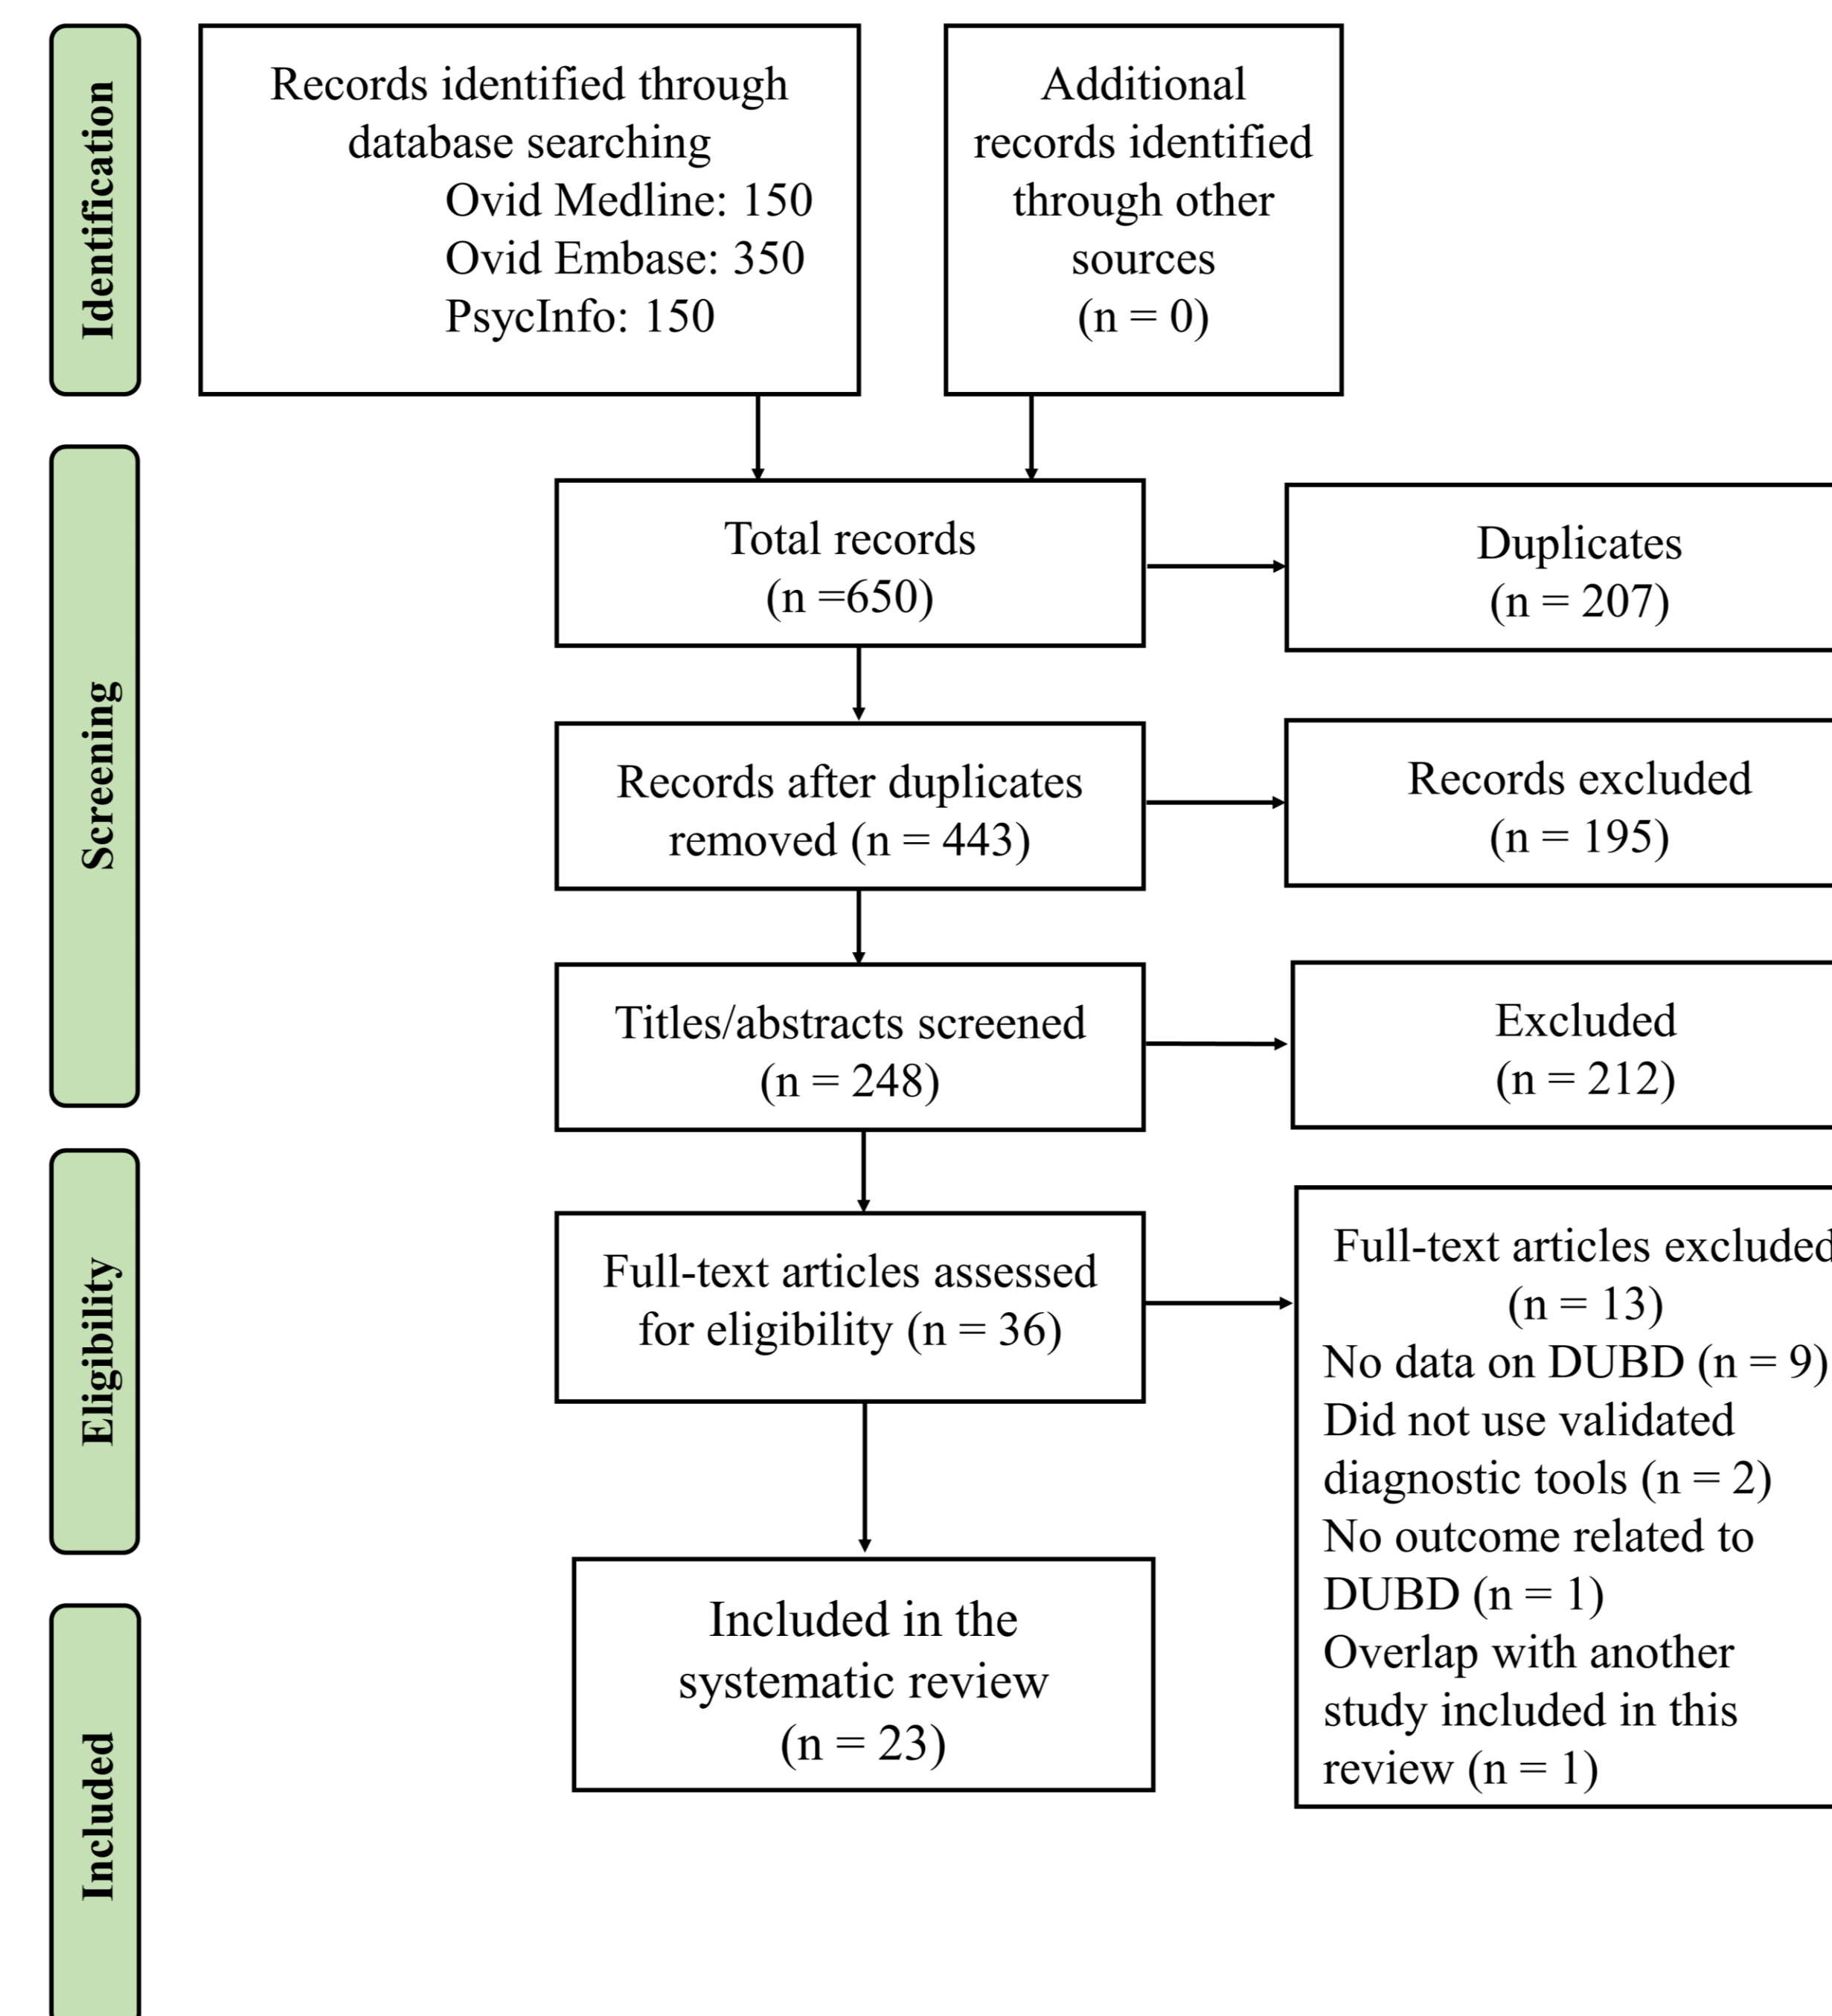 Identification
Records identified through
database searching
Ovid Medline: 150
Ovid Embase: 350
PsycInfo: 150
Additional
records identified
through other
sources
(n = 0)
Screening
Total records
(n =650)
Duplicates
(n = 207)
Records after duplicates
removed (n = 443)
Records excluded
(n = 195)
Titles/abstracts screened
(n = 248)
Excluded
(n = 212)
Eligibility
Full-text articles assessed
for eligibility (n = 36)
Full-text articles excluded
(n = 13)
No data on DUBD (n = 9)
Did not use validated
diagnostic tools (n = 2)
No outcome related to
DUBD (n = 1)
Overlap with another
study included in this
review (n = 1)
Included
Included in the
systematic review
(n = 23)